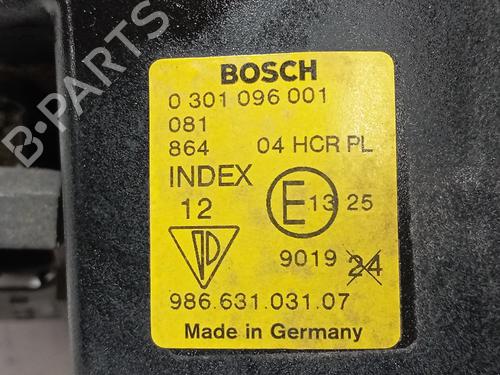 B-PARTS
BOSCH
0 301 096 001
081
864 04 HCR PL
INDEX
12 E 13 25
9019 24
986.631.031.07
Made in Germany